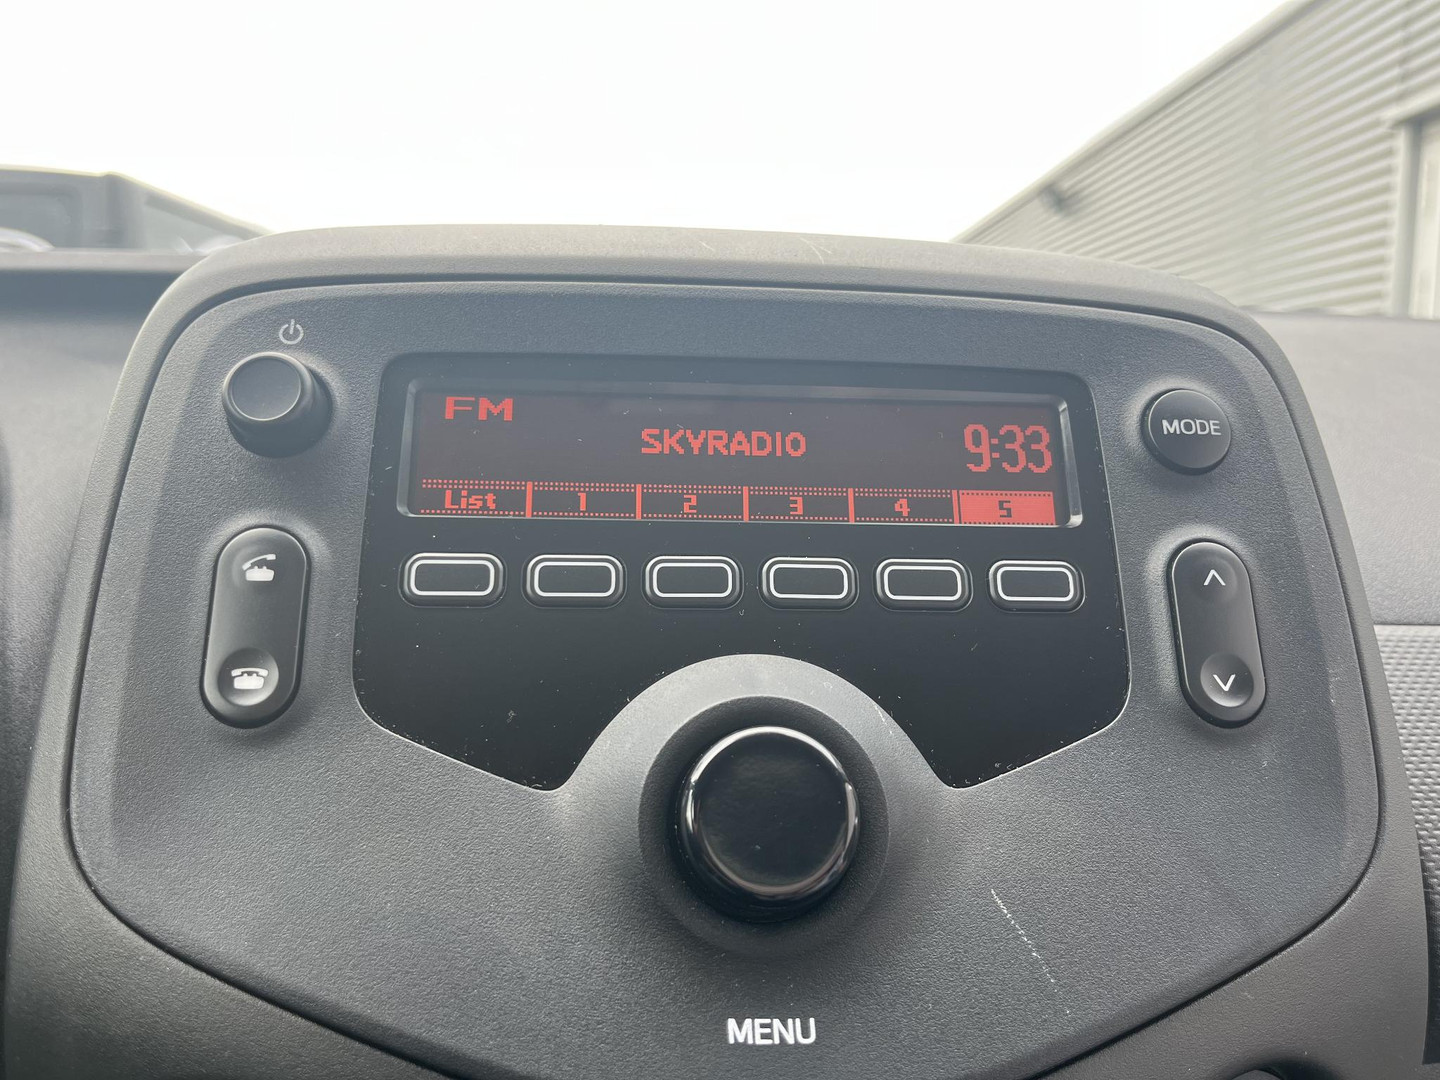 FM
SKYRADIO
9:33
List 1 2 3 4 5
MODE
MENU